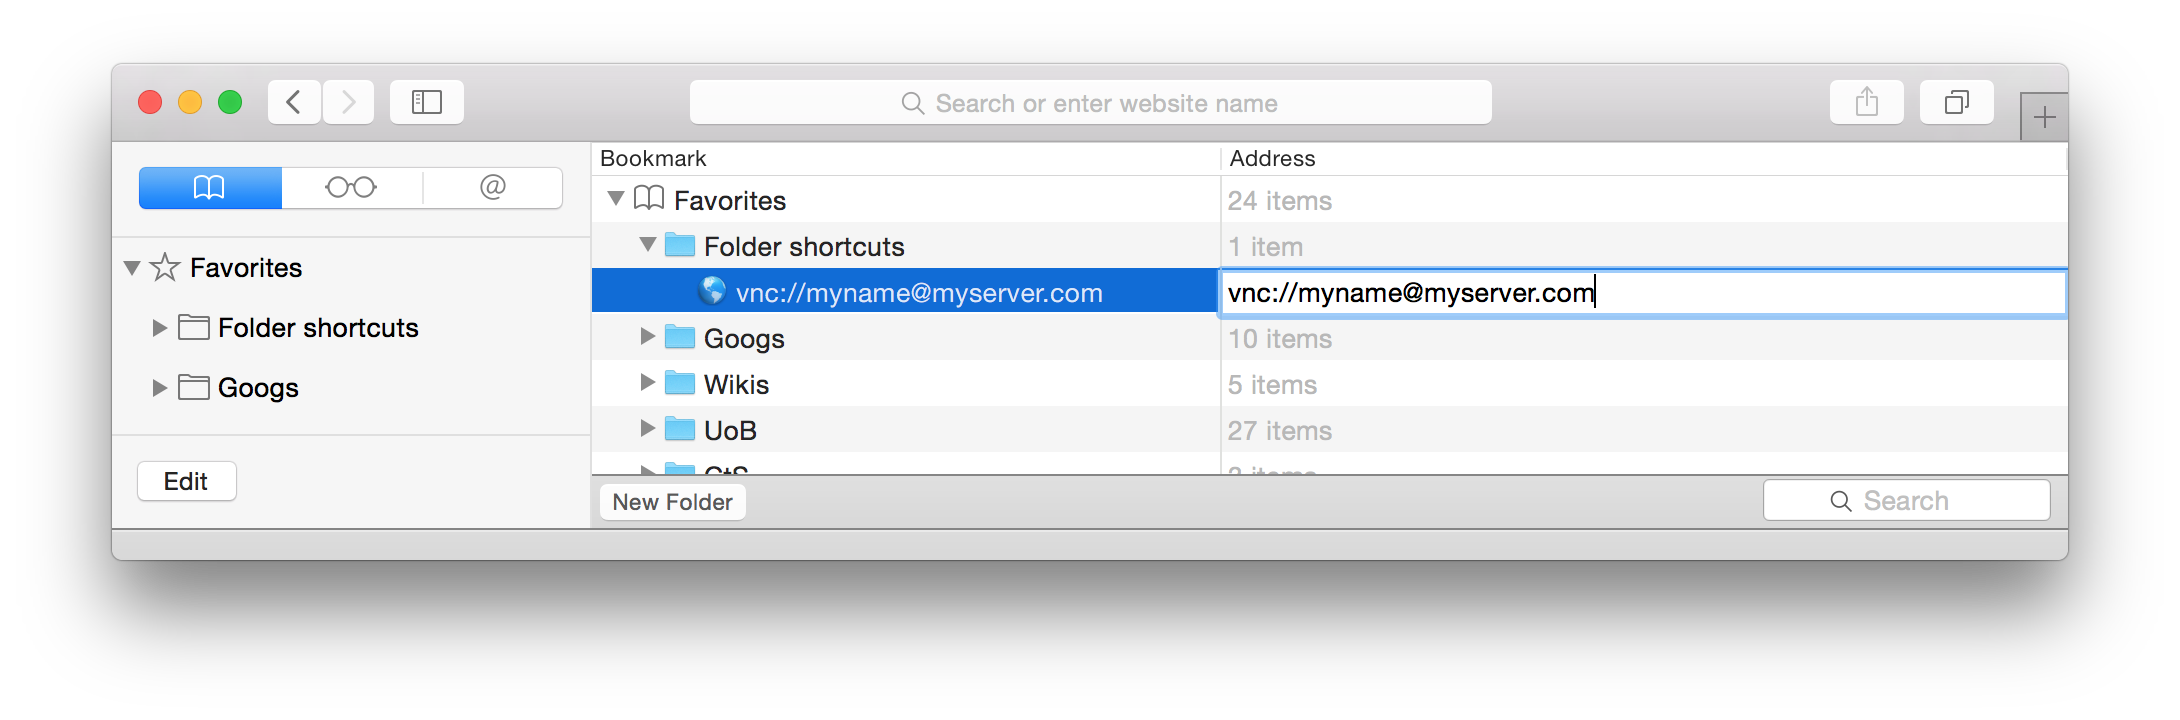 Search or enter website name
Bookmark Address
Favorites 24 items
Folder shortcuts 1 item
vnc://myname@myserver.com vnc://myname@myserver.com
Googs 10 items
Wikis 5 items
UoB 27 items
@
Favorites
Folder shortcuts
Googs
Edit
New Folder
Search